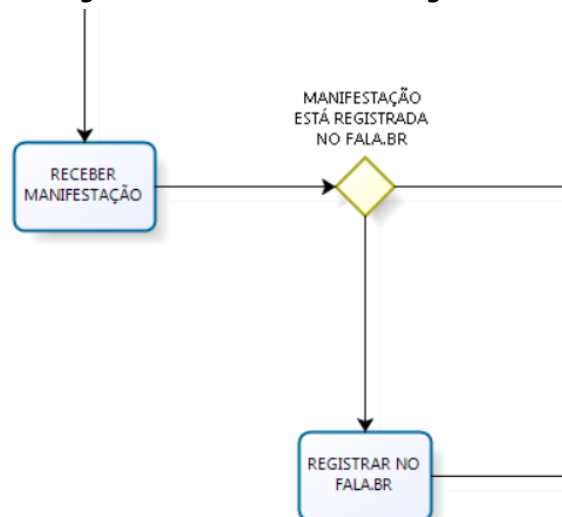 MANIFESTAÇÃO
ESTÁ REGISTRADA
NO FALA.BR
RECEBER
MANIFESTAÇÃO
REGISTRAR NO
FALA.BR